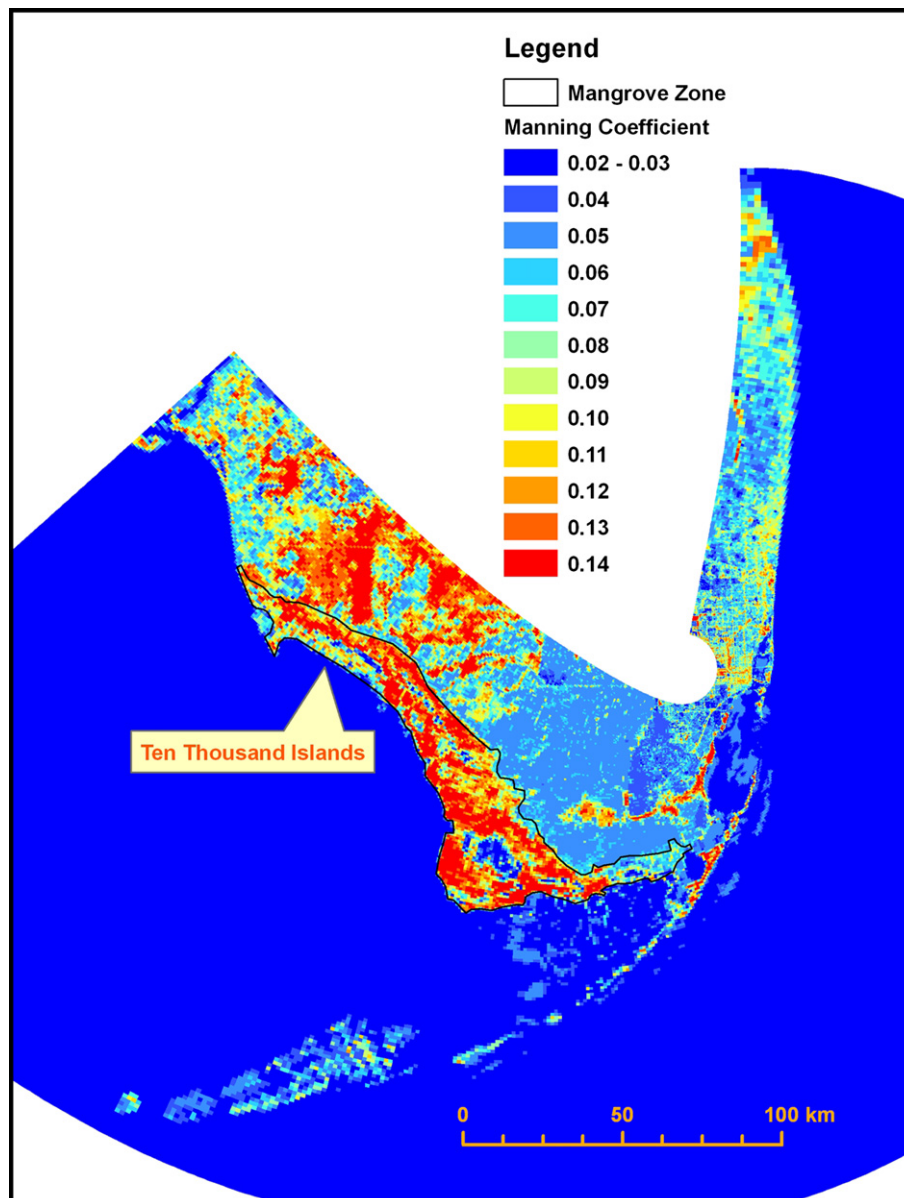 Legend
Mangrove Zone
Manning Coefficient
0.02 - 0.03
0.04
0.05
0.06
0.07
0.08
0.09
0.10
0.11
0.12
0.13
0.14
Ten Thousand Islands
0 50 100 km